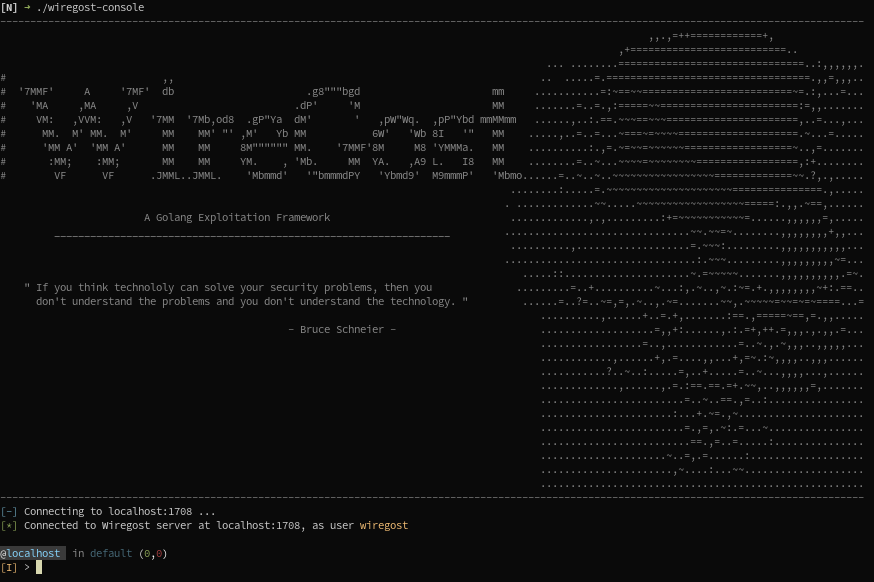 [N] → ./wiregost-console
WireGost
A Golang Exploitation Framework
" If you think technololy can solve your security problems, then you
don't understand the problems and you don't understand the technology. "
- Bruce Schneier -
[-] Connecting to localhost:1708 ...
[*] Connected to Wiregost server at localhost:1708, as user wiregost
@localhost in default (0,0)
[I] >